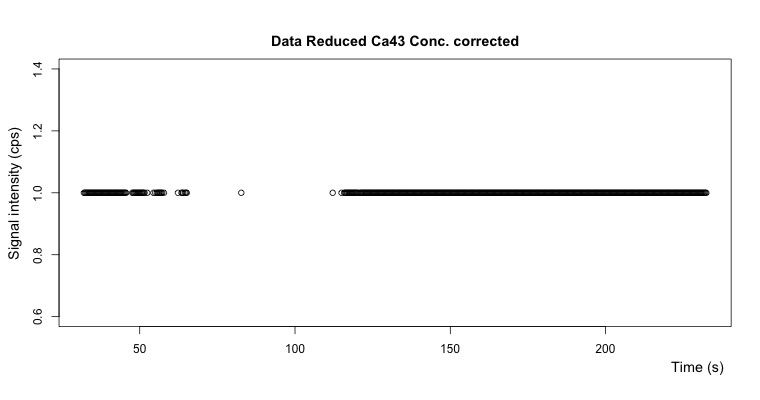 Data Reduced Ca43 Conc. corrected
Signal intensity (cps)
1.4
1.2
1.0
0.8
0.6
50 100 150 200
Time (s)